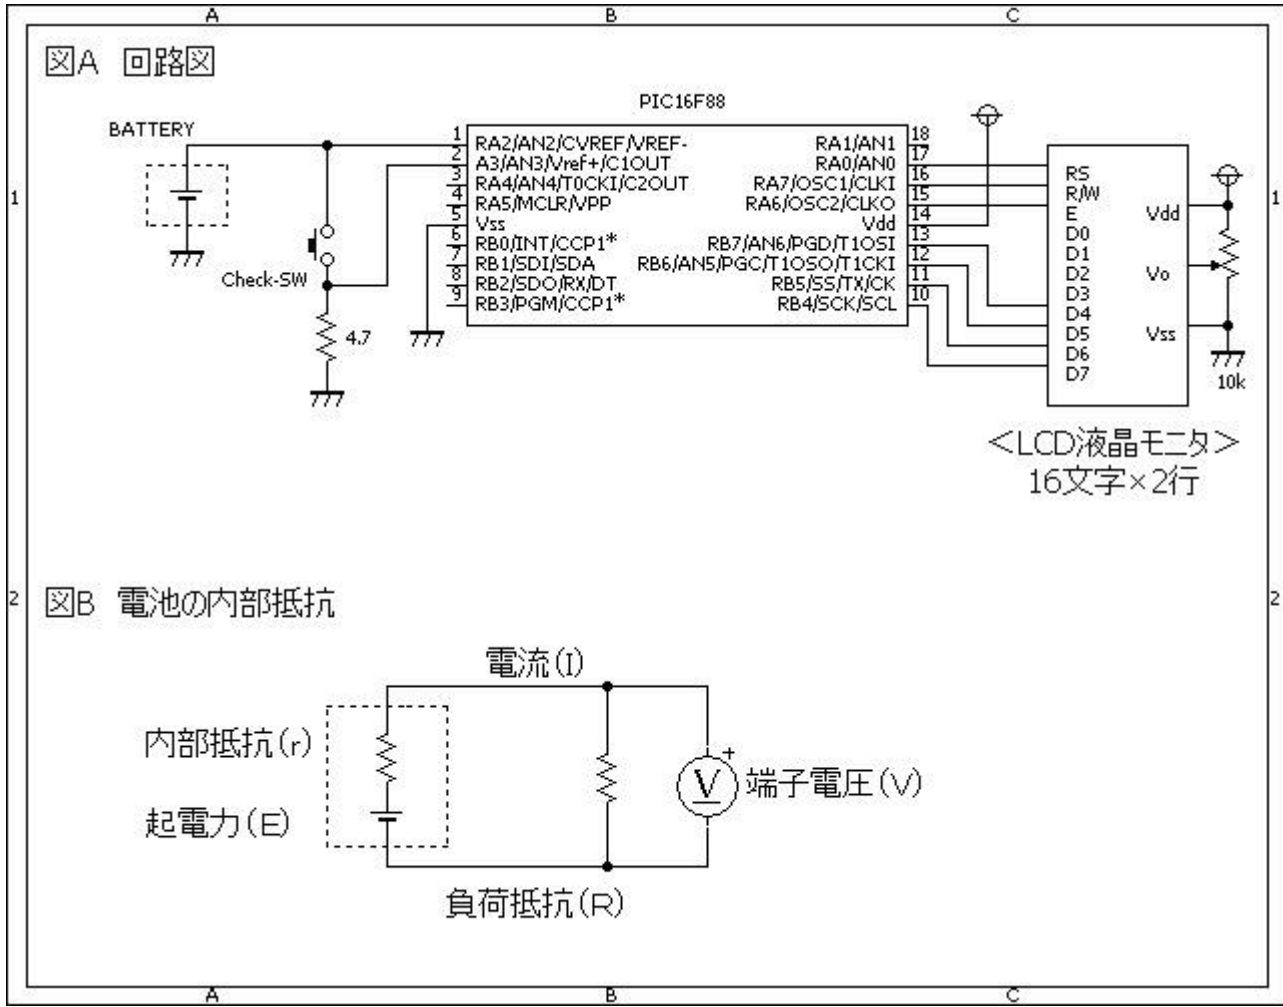 A B C
図A 回路図
PIC16F88
BATTERY
1 RA2/AN2/CVREF/VREF-
2 A3/AN3/Vref+/C1OUT
3 RA4/AN4/T0CKI/C2OUT
4 RA5/MCLR/VPP
5 Vss
6 RB0/INT/CCP1*
7 RB1/SDI/SDA
8 RB2/SDO/RX/DT
9 RB3/PGM/CCP1*
RA1/AN1 18
RA0/AN0 17
RA7/OSC1/CLKI 16
RA6/OSC2/CLKO 15
Vdd 14
RB7/AN6/PGD/T1OSI 13
RB6/AN5/PGC/T1OSO/T1CKI 12
RB5/SS/TX/CK 11
RB4/SCK/SCL 10
RS
R/W
E
D0
D1
D2
D3
D4
D5
D6
D7
Vdd
Vo
Vss
10k
1
1
Check-SW
4.7
<LCD液晶モニタ>
16文字×2行
2
2
図B 電池の内部抵抗
電流(I)
内部抵抗(r)
起電力(E)
+
V
端子電圧(V)
負荷抵抗(R)
A B C